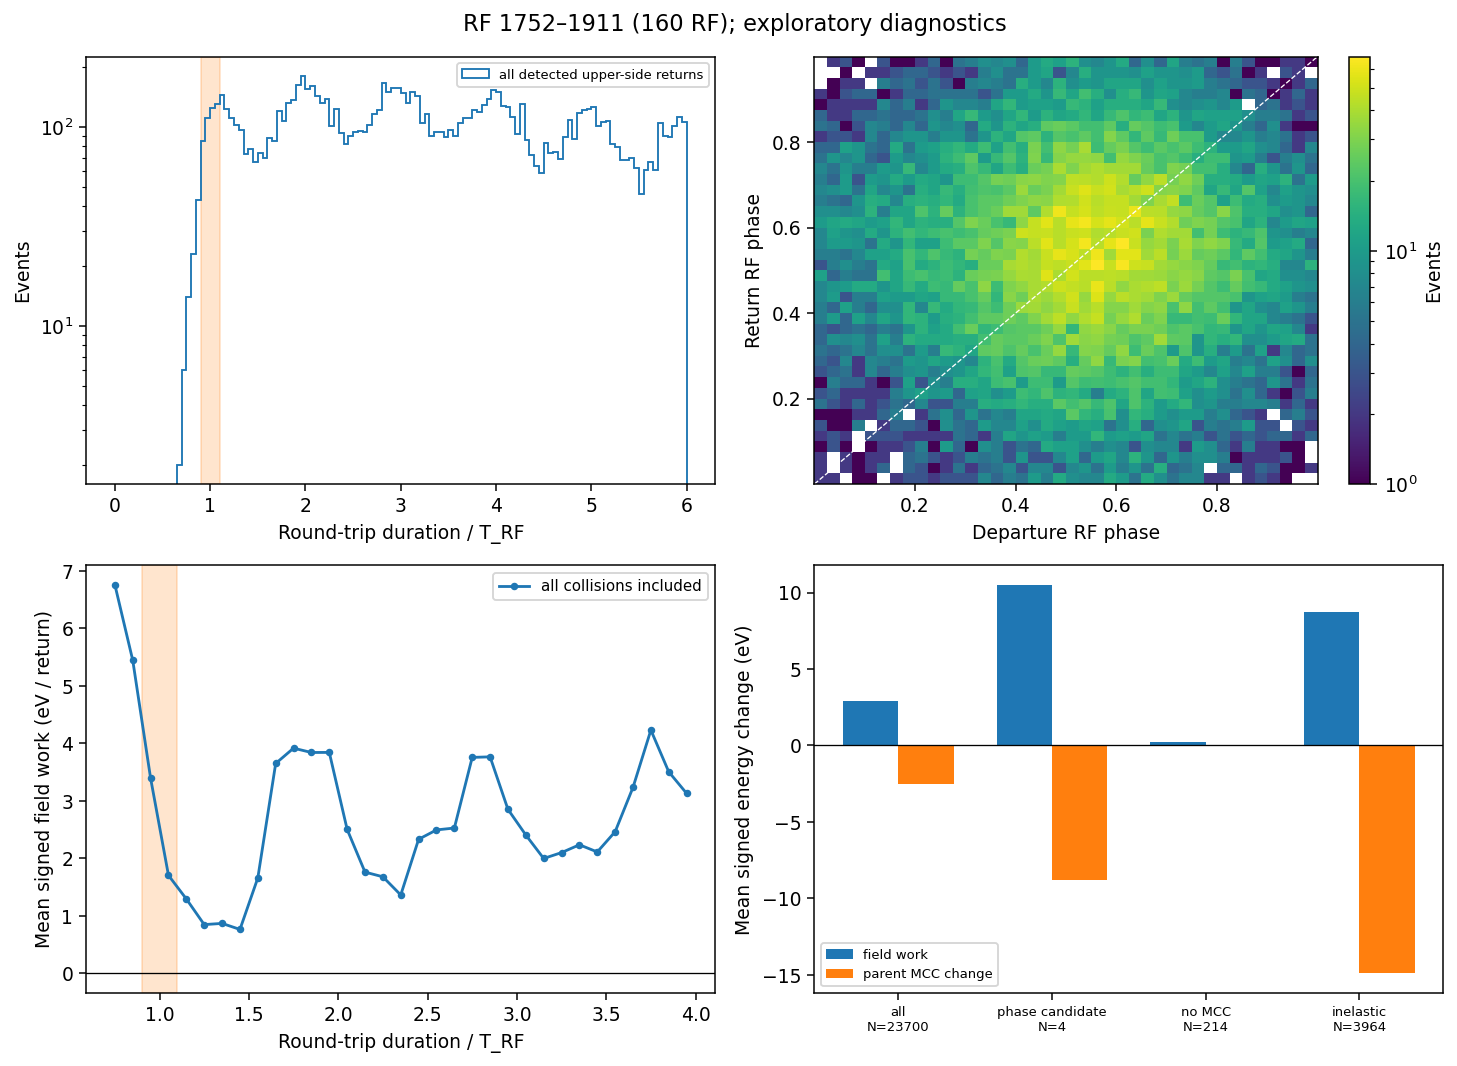 RF 1752–1911 (160 RF); exploratory diagnostics
all detected upper-side returns
Events
10²
10¹
0 1 2 3 4 5 6
Round-trip duration / T_RF
Return RF phase
0.8
0.6
0.4
0.2
0.2 0.4 0.6 0.8
Departure RF phase
10¹
10⁰
Events
all collisions included
Mean signed field work (eV / return)
7
6
5
4
3
2
1
0
1.0 1.5 2.0 2.5 3.0 3.5 4.0
Round-trip duration / T_RF
Mean signed energy change (eV)
10
5
0
−5
−10
−15
field work
parent MCC change
all
N=23700
phase candidate
N=4
no MCC
N=214
inelastic
N=3964